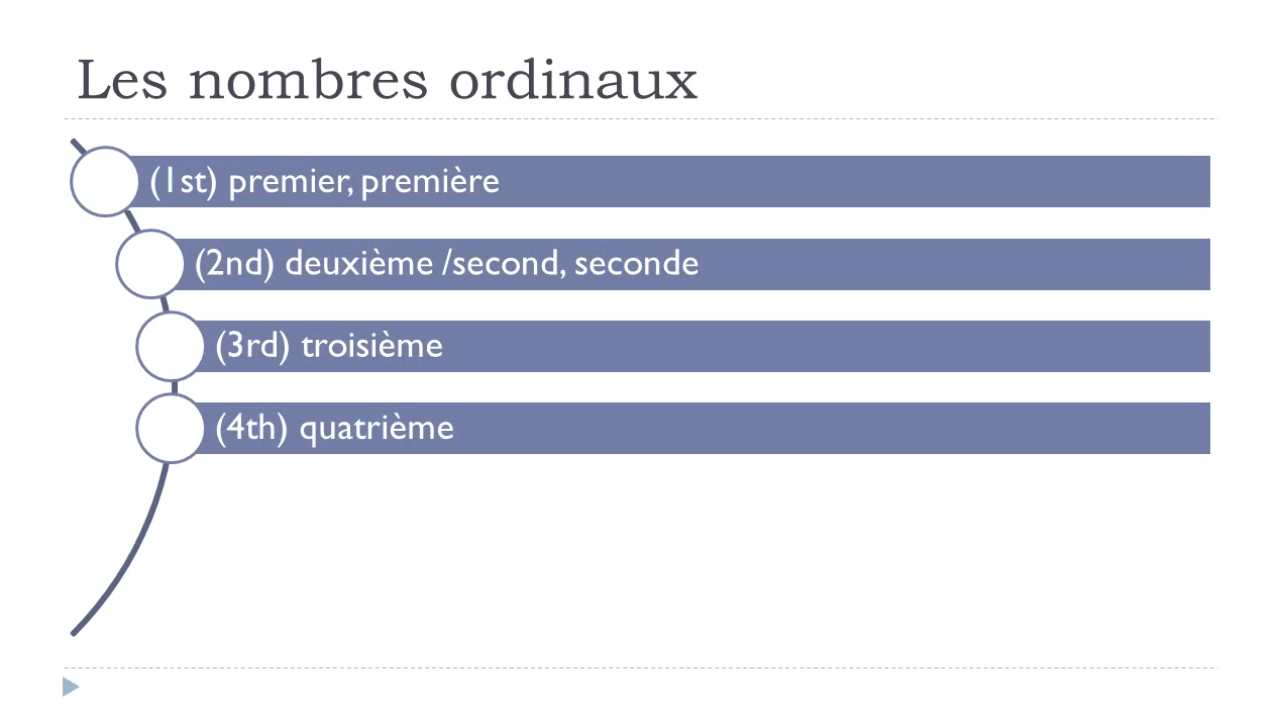 Les nombres ordinaux
(1st) premier, première
(2nd) deuxième /second, seconde
(3rd) troisième
(4th) quatrième